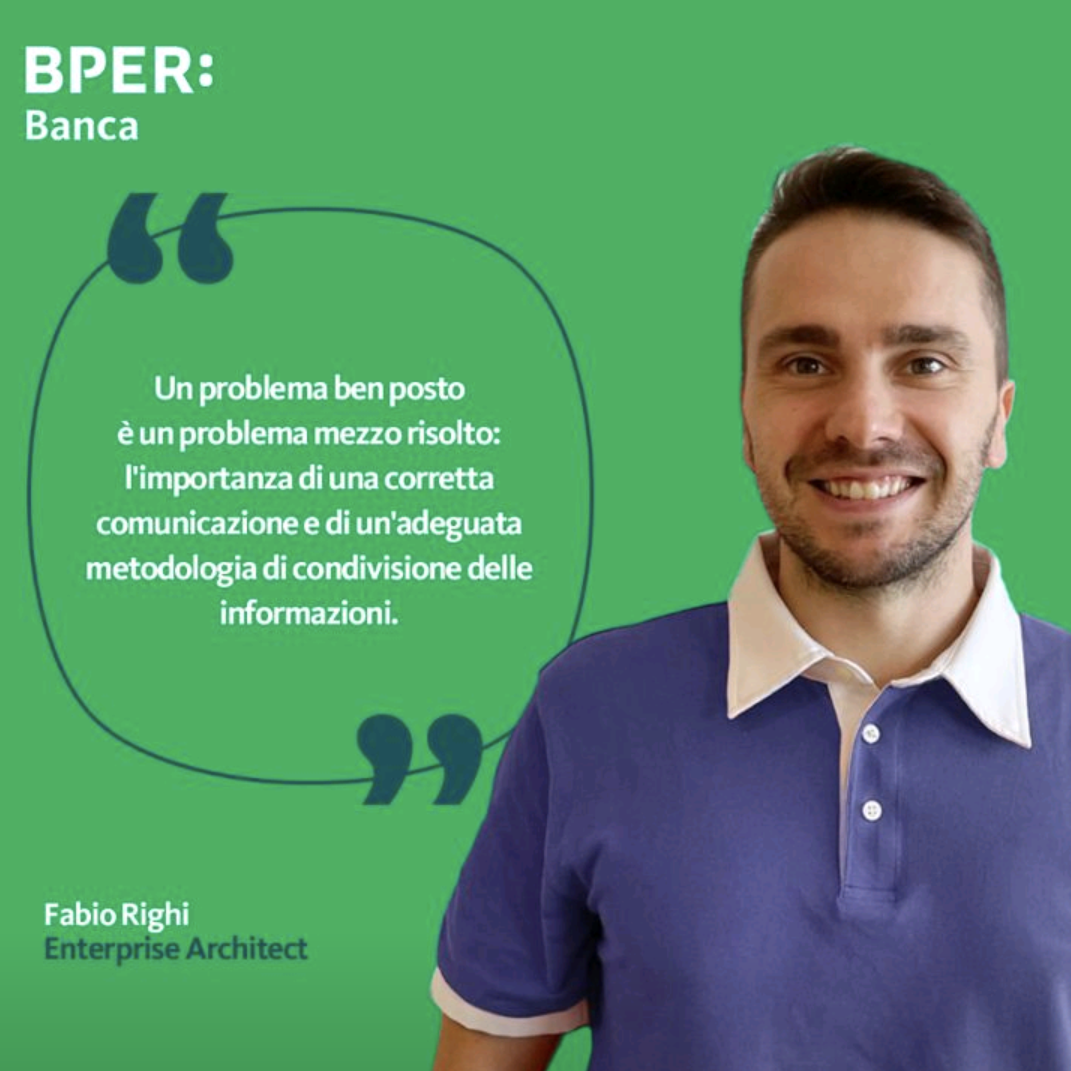 BPER:
Banca
Un problema ben posto
è un problema mezzo risolto:
l'importanza di una corretta
comunicazione e di un'adeguata
metodologia di condivisione delle
informazioni.
Fabio Righi
Enterprise Architect